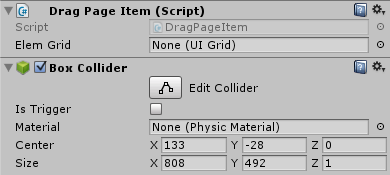 Drag Page Item (Script)
Script DragPageItem
Elem Grid None (UI Grid)
Box Collider
Edit Collider
Is Trigger
Material None (Physic Material)
Center X 133 Y -28 Z 0
Size X 808 Y 492 Z 1